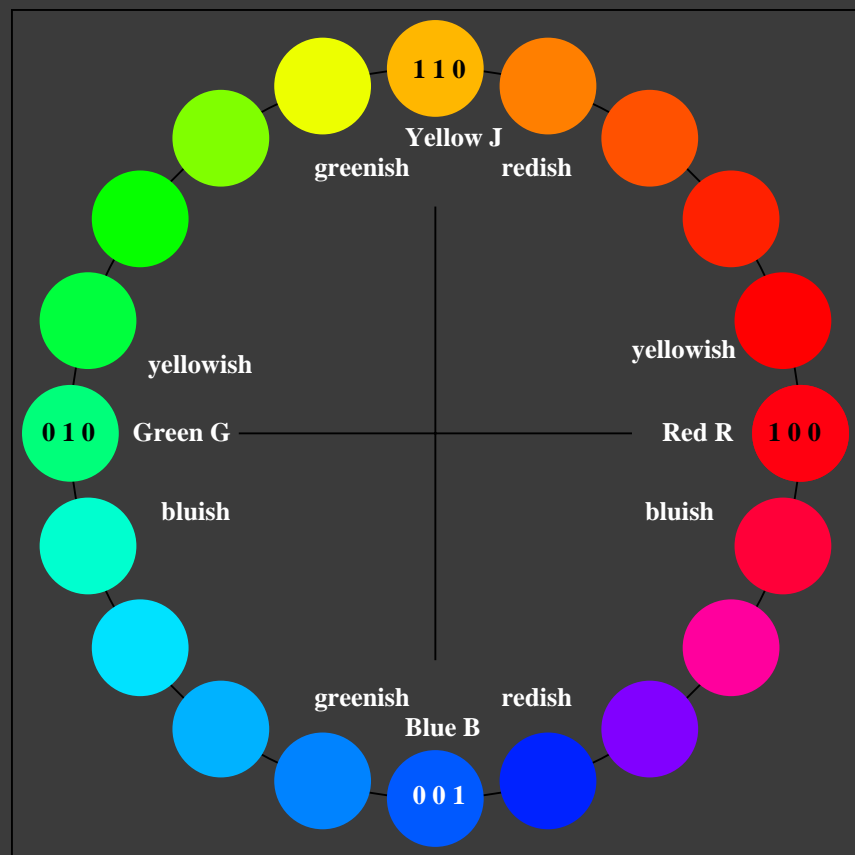 1 1 0
Yellow J
greenish
redish
yellowish
yellowish
0 1 0
Green G
Red R
1 0 0
bluish
bluish
greenish
redish
Blue B
0 0 1